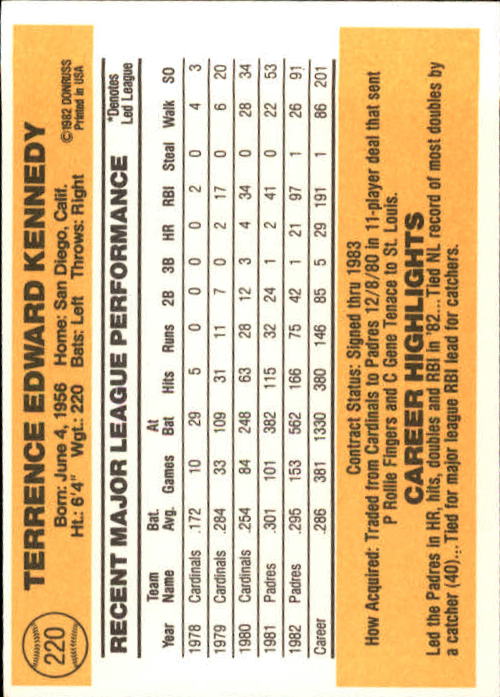 220
TERRENCE EDWARD KENNEDY
Born: June 4, 1956 Home: San Diego, Calif.
Ht.: 6'4" Wgt.: 220 Bats: Left Throws: Right
©1982 DONRUSS
Printed in USA
RECENT MAJOR LEAGUE PERFORMANCE
*Denotes
Led League
Year Team Name Bat. Avg. Games At Bat Hits Runs 2B 3B HR RBI Steal Walk SO
1978 Cardinals .172 10 29 5 0 0 0 0 2 0 4 3
1979 Cardinals .284 33 109 31 11 7 0 2 17 0 6 20
1980 Cardinals .254 84 248 63 28 12 3 4 34 0 28 34
1981 Padres .301 101 382 115 32 24 1 2 41 0 22 53
1982 Padres .295 153 562 166 75 42 1 21 97 1 26 91
Career .286 381 1330 380 146 85 5 29 191 1 86 201
Contract Status: Signed thru 1983
How Acquired: Traded from Cardinals to Padres 12/8/80 in 11-player deal that sent
P Rollie Fingers and C Gene Tenace to St. Louis.
CAREER HIGHLIGHTS
Led the Padres in HR, hits, doubles and RBI in '82...Tied NL record of most doubles by
a catcher (40)... Tied for major league RBI lead for catchers.